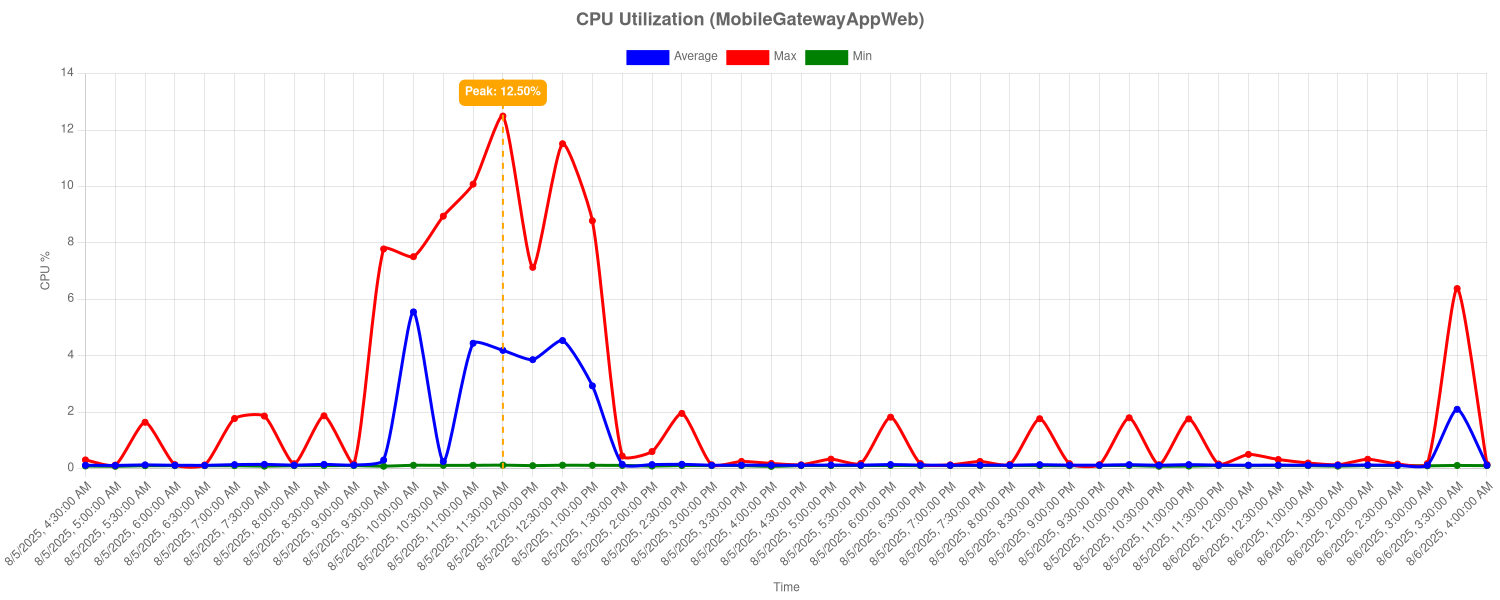 CPU Utilization (MobileGatewayAppWeb)
Average Max Min
14
Peak: 12.50%
12
10
8
CPU %
6
4
2
0
8/5/2025, 4:30:00 AM
8/5/2025, 5:00:00 AM
8/5/2025, 5:30:00 AM
8/5/2025, 6:00:00 AM
8/5/2025, 6:30:00 AM
8/5/2025, 7:00:00 AM
8/5/2025, 7:30:00 AM
8/5/2025, 8:00:00 AM
8/5/2025, 8:30:00 AM
8/5/2025, 9:00:00 AM
8/5/2025, 9:30:00 AM
8/5/2025, 10:00:00 AM
8/5/2025, 10:30:00 AM
8/5/2025, 11:00:00 AM
8/5/2025, 11:30:00 AM
8/5/2025, 12:00:00 PM
8/5/2025, 12:30:00 PM
8/5/2025, 1:00:00 PM
8/5/2025, 1:30:00 PM
8/5/2025, 2:00:00 PM
8/5/2025, 2:30:00 PM
8/5/2025, 3:00:00 PM
8/5/2025, 3:30:00 PM
8/5/2025, 4:00:00 PM
8/5/2025, 4:30:00 PM
8/5/2025, 5:00:00 PM
8/5/2025, 5:30:00 PM
8/5/2025, 6:00:00 PM
8/5/2025, 6:30:00 PM
8/5/2025, 7:00:00 PM
8/5/2025, 7:30:00 PM
8/5/2025, 8:00:00 PM
8/5/2025, 8:30:00 PM
8/5/2025, 9:00:00 PM
8/5/2025, 9:30:00 PM
8/5/2025, 10:00:00 PM
8/5/2025, 10:30:00 PM
8/5/2025, 11:00:00 PM
8/5/2025, 11:30:00 PM
8/6/2025, 12:00:00 AM
8/6/2025, 12:30:00 AM
8/6/2025, 1:00:00 AM
8/6/2025, 1:30:00 AM
8/6/2025, 2:00:00 AM
8/6/2025, 2:30:00 AM
8/6/2025, 3:00:00 AM
8/6/2025, 3:30:00 AM
8/6/2025, 4:00:00 AM
Time